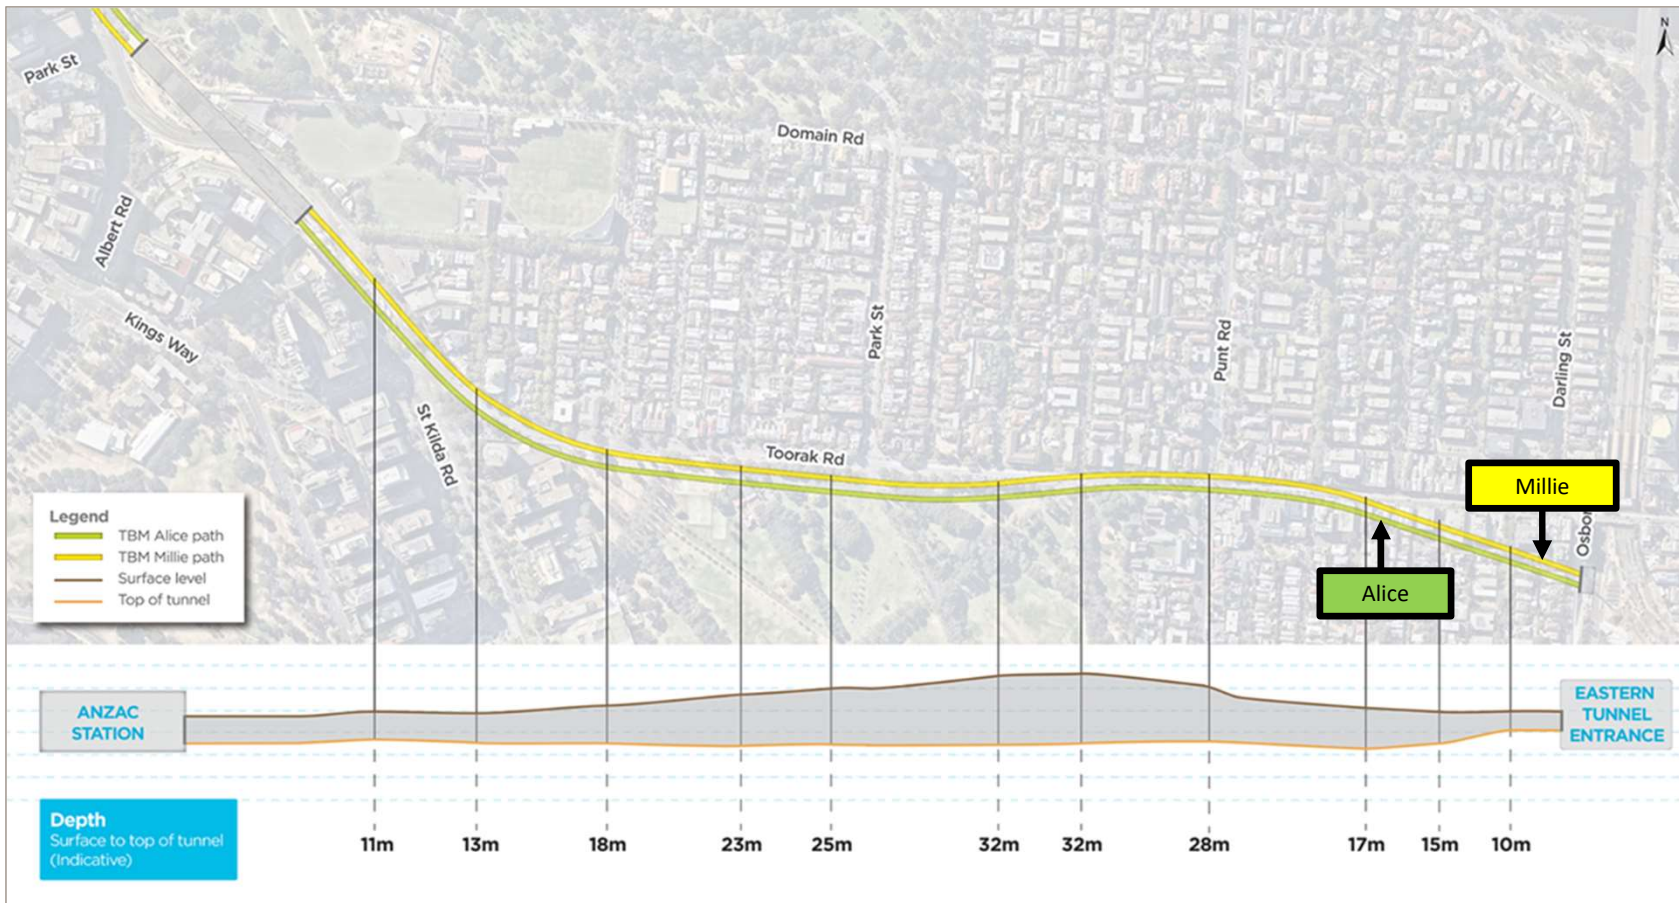 N
Park St
Domain Rd
Albert Rd
Kings Way
Park St
Punt Rd
Darling St
St Kilda Rd
Toorak Rd
Millie
Alice
Legend
TBM Alice path
TBM Millie path
Surface level
Top of tunnel
ANZAC
STATION
EASTERN
TUNNEL
ENTRANCE
Depth
Surface to top of tunnel
(Indicative)
11m 13m 18m 23m 25m 32m 32m 28m 17m 15m 10m